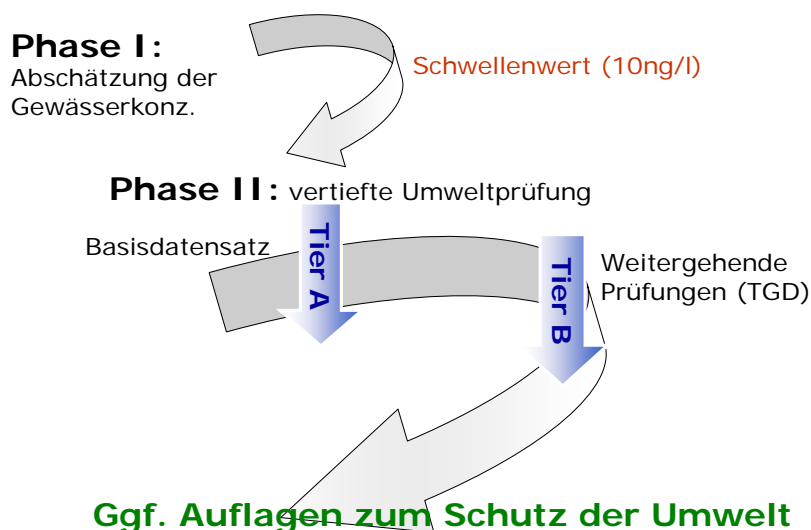 Phase I:
Abschätzung der
Gewässerkonz.
Schwellenwert (10ng/l)
Phase II: vertiefte Umweltprüfung
Basisdatensatz
Tier A
Tier B
Weitergehende
Prüfungen (TGD)
Ggf. Auflagen zum Schutz der Umwelt